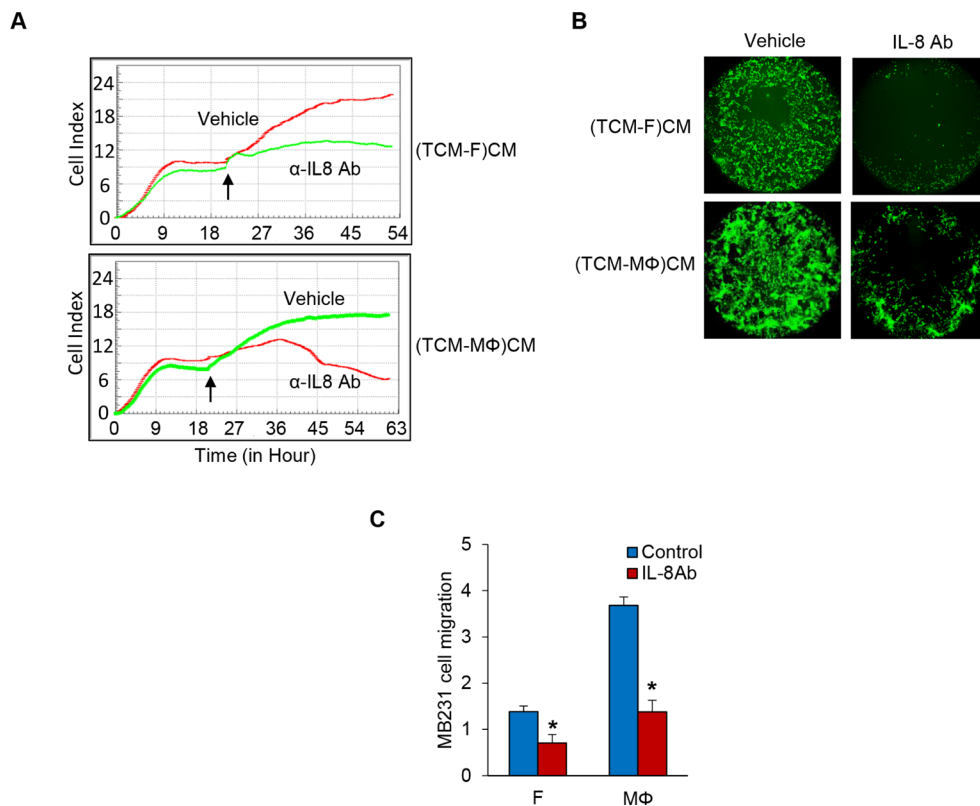 A
24
18
12
6
0
Cell Index
Vehicle
α-IL8 Ab
0 9 18 27 36 45 54
(TCM-F)CM
24
18
12
6
0
Cell Index
Vehicle
α-IL8 Ab
0 9 18 27 36 45 54 63
(TCM-MΦ)CM
Time (in Hour)
B
Vehicle IL-8 Ab
(TCM-F)CM
(TCM-MΦ)CM
C
5
4
3
2
1
0
MB231 cell migration
Control
IL-8Ab
*
*
F MΦ